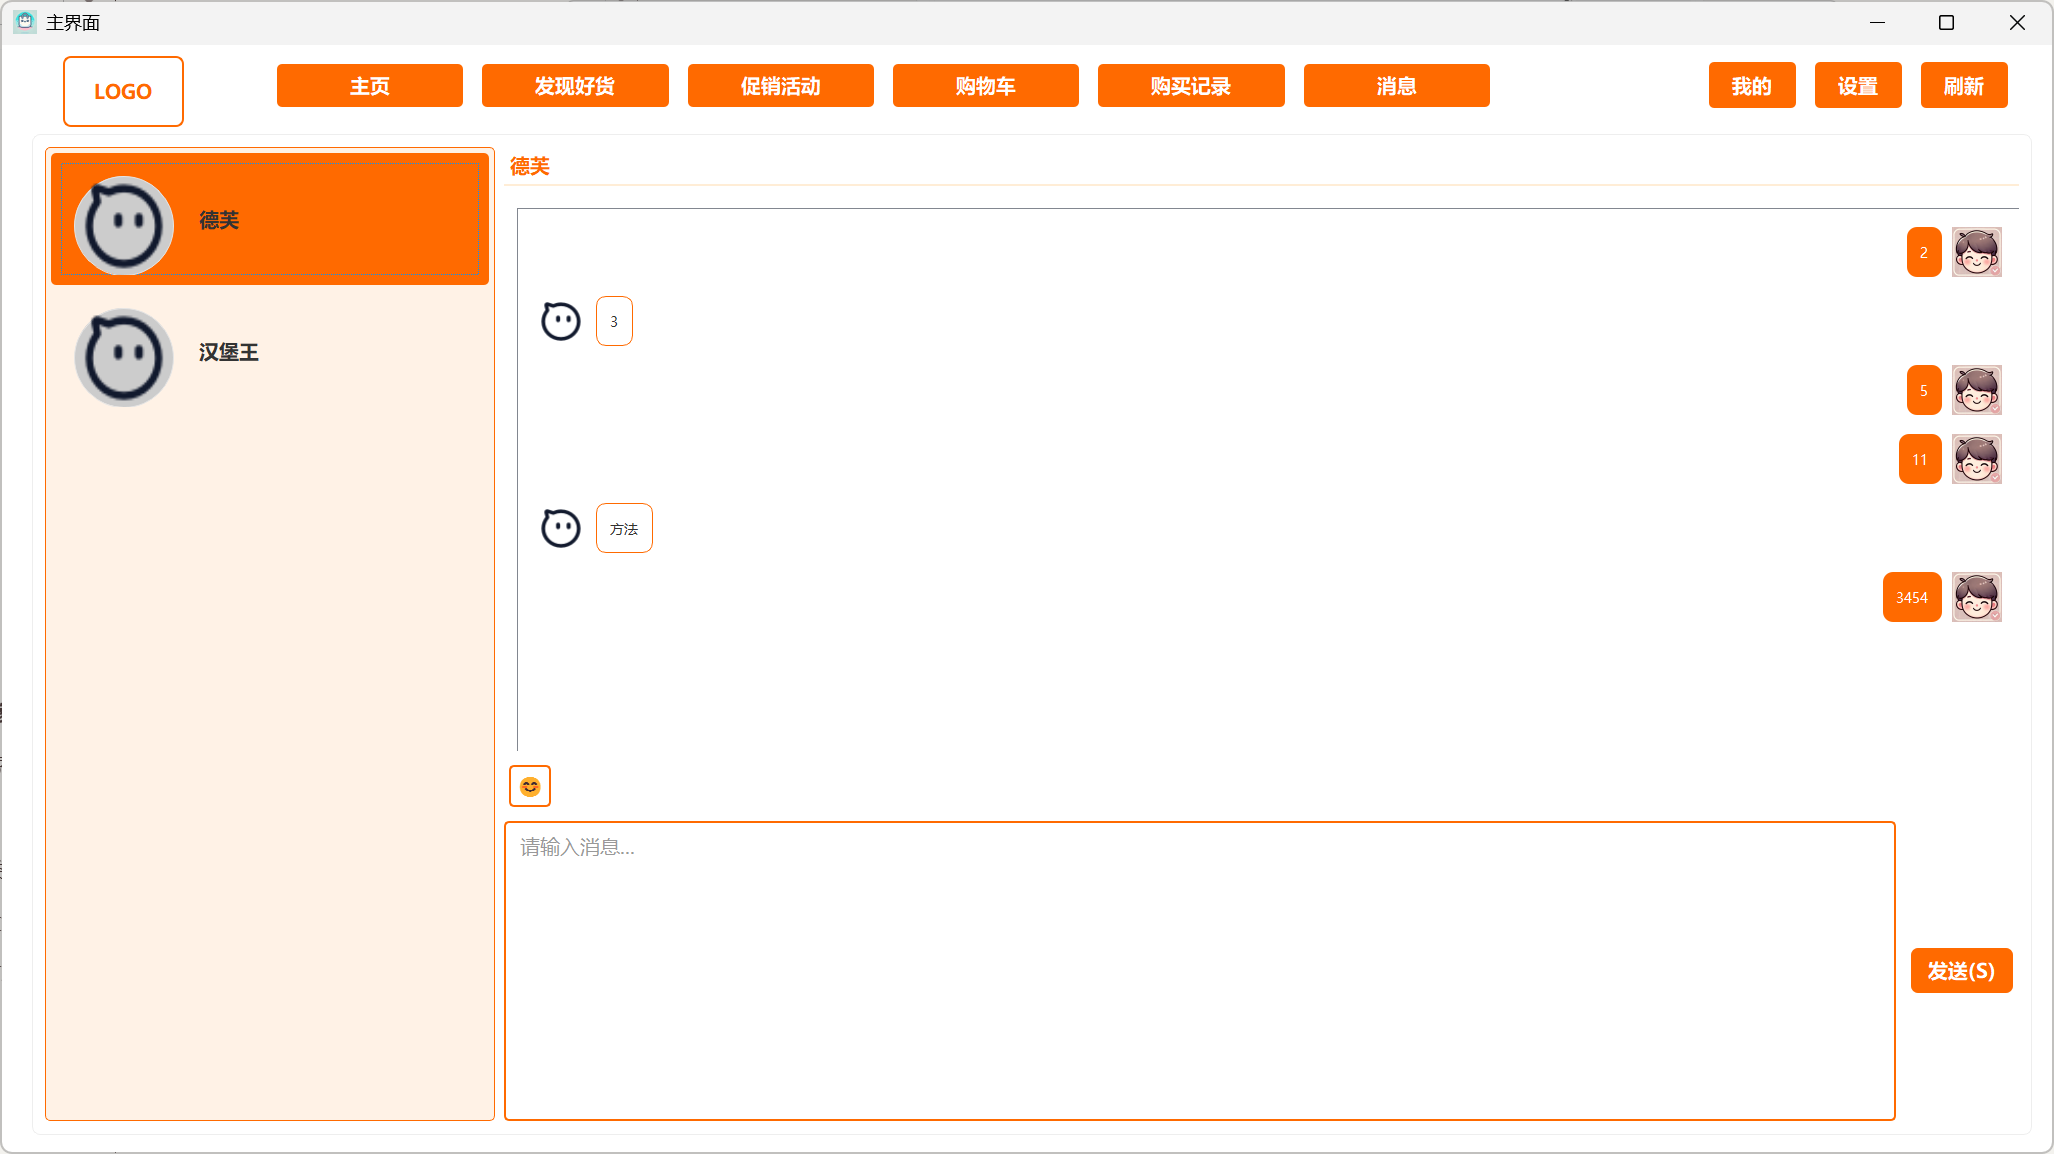 主界面
LOGO
主页
发现好货
促销活动
购物车
购买记录
消息
我的
设置
刷新
德芙
汉堡王
德芙
2
3
5
11
方法
3454
请输入消息...
发送(S)